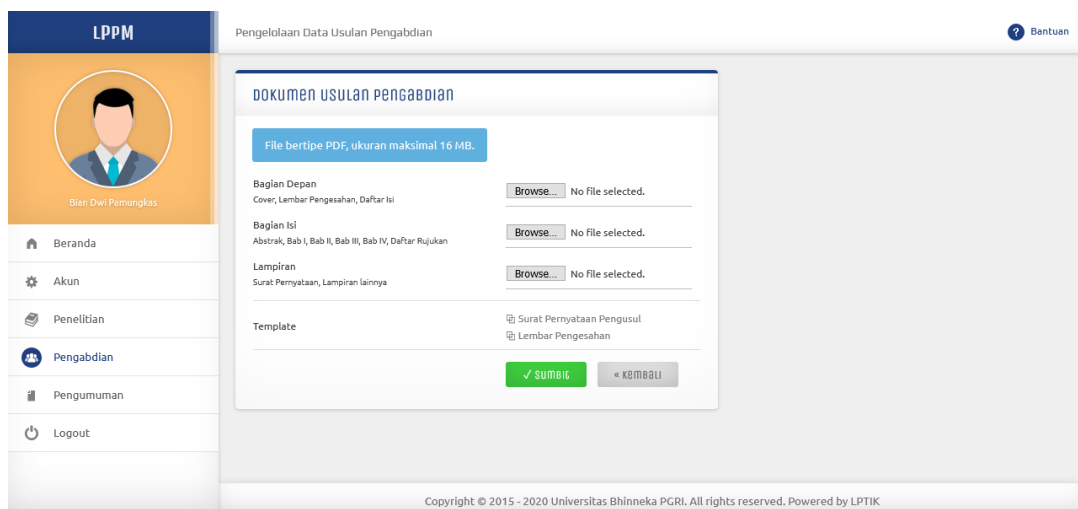 LPPM
Pengelolaan Data Usulan Pengabdian
? Bantuan
Bian Dwi Pamungkas
Beranda
Akun
Penelitian
Pengabdian
Pengumuman
Logout
Dokumen Usulan Pengabdian
File bertipe PDF, ukuran maksimal 16 MB.
Bagian Depan
Cover, Lembar Pengesahan, Daftar Isi
Browse... No file selected.
Bagian Isi
Abstrak, Bab I, Bab II, Bab III, Bab IV, Daftar Rujukan
Browse... No file selected.
Lampiran
Surat Pernyataan, Lampiran lainnya
Browse... No file selected.
Template
Surat Pernyataan Pengusul
Lembar Pengesahan
✓ Sumbit
« Kembali
Copyright © 2015 - 2020 Universitas Bhinneka PGRI. All rights reserved. Powered by LPTIK